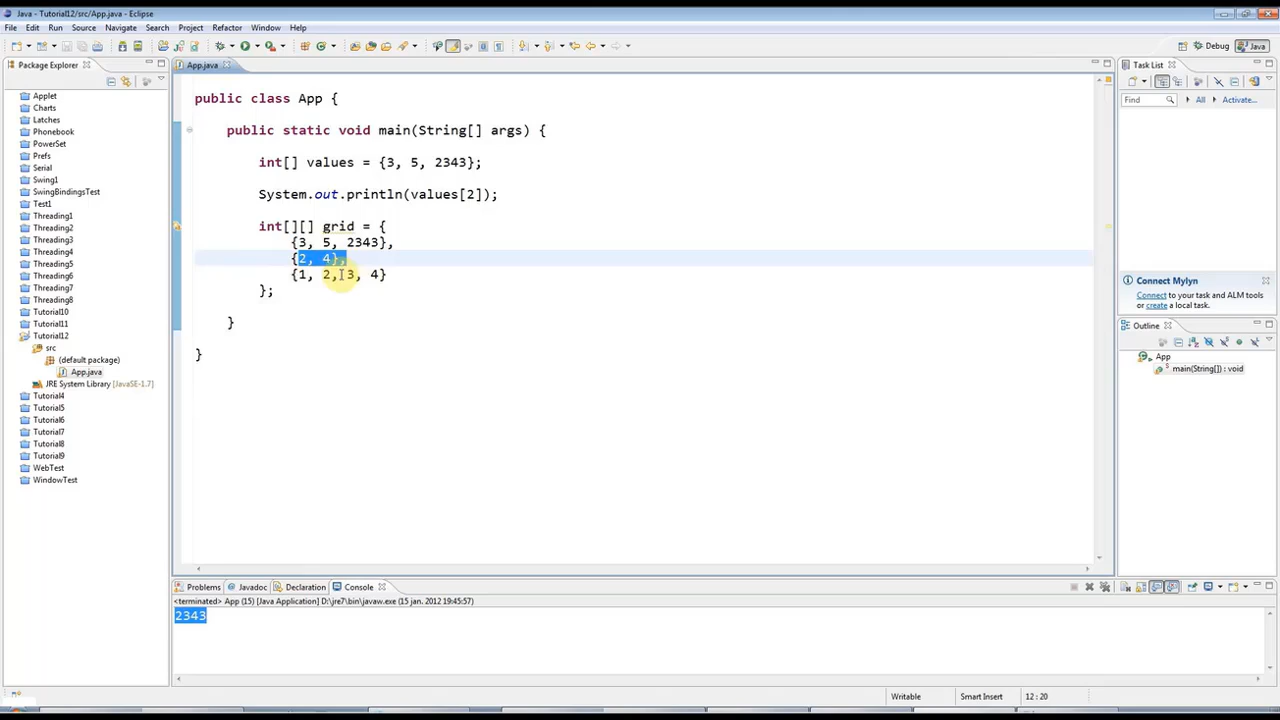 Java - Tutorial12/src/App.java - Eclipse
File Edit Run Source Navigate Search Project Refactor Window Help
Debug Java
Package Explorer
Applet
Charts
Latches
Phonebook
PowerSet
Prefs
Serial
Swing1
SwingBindingsTest
Test1
Threading1
Threading2
Threading3
Threading4
Threading5
Threading6
Threading7
Threading8
Tutorial10
Tutorial11
Tutorial12
src
(default package)
App.java
JRE System Library [JavaSE-1.7]
Tutorial4
Tutorial5
Tutorial6
Tutorial7
Tutorial8
Tutorial9
WebTest
WindowTest
App.java
public class App {
public static void main(String[] args) {
int[] values = {3, 5, 2343};
System.out.println(values[2]);
int[][] grid = {
{3, 5, 2343},
{2, 4},
{1, 2, 3, 4}
};
}
}
Task List
Find All Activate...
Connect Mylyn
Connect to your task and ALM tools
or create a local task.
Outline
App
main(String[]) : void
Problems Javadoc Declaration Console
<terminated> App (15) [Java Application] D:\jre7\bin\javaw.exe (15 jan. 2012 19:45:57)
2343
Writable Smart Insert 12 : 20